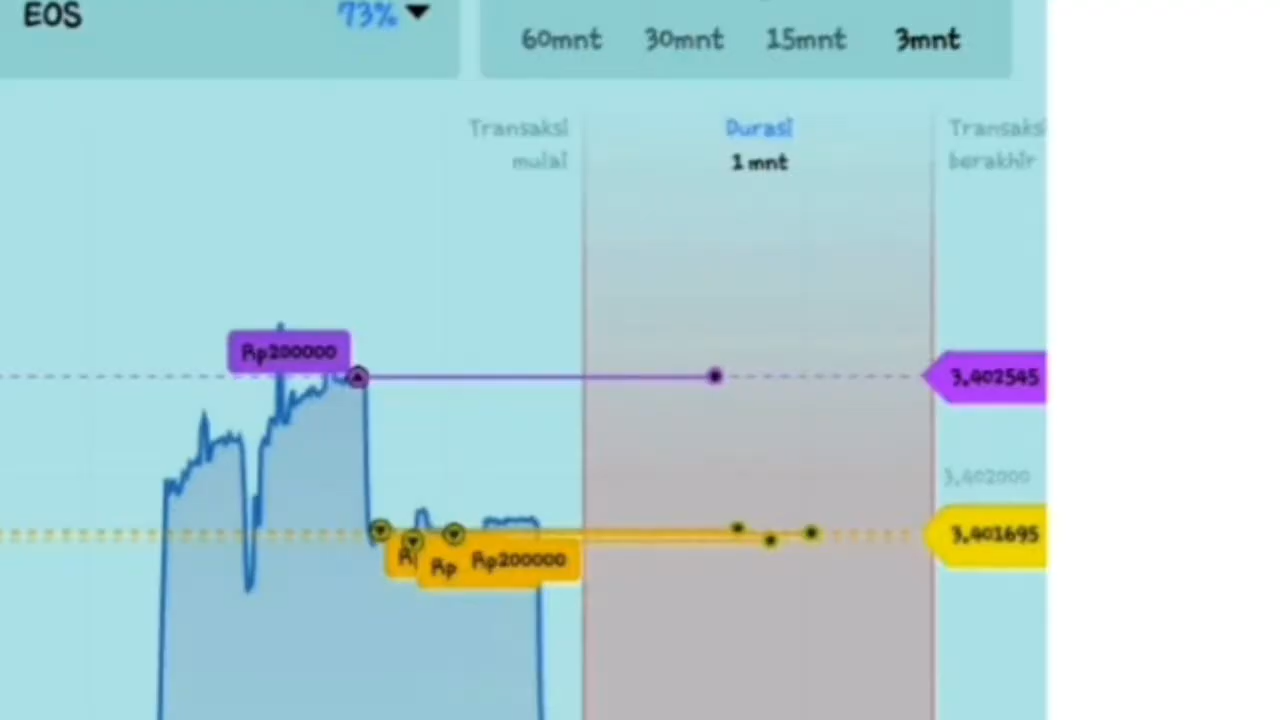 EOS 73%
60mnt 30mnt 15mnt 3mnt
Transaksi
mulai
Durasi
1 mnt
Transaksi
berakhir
Rp200000
3,402545
3,402000
3,401695
Rp Rp200000